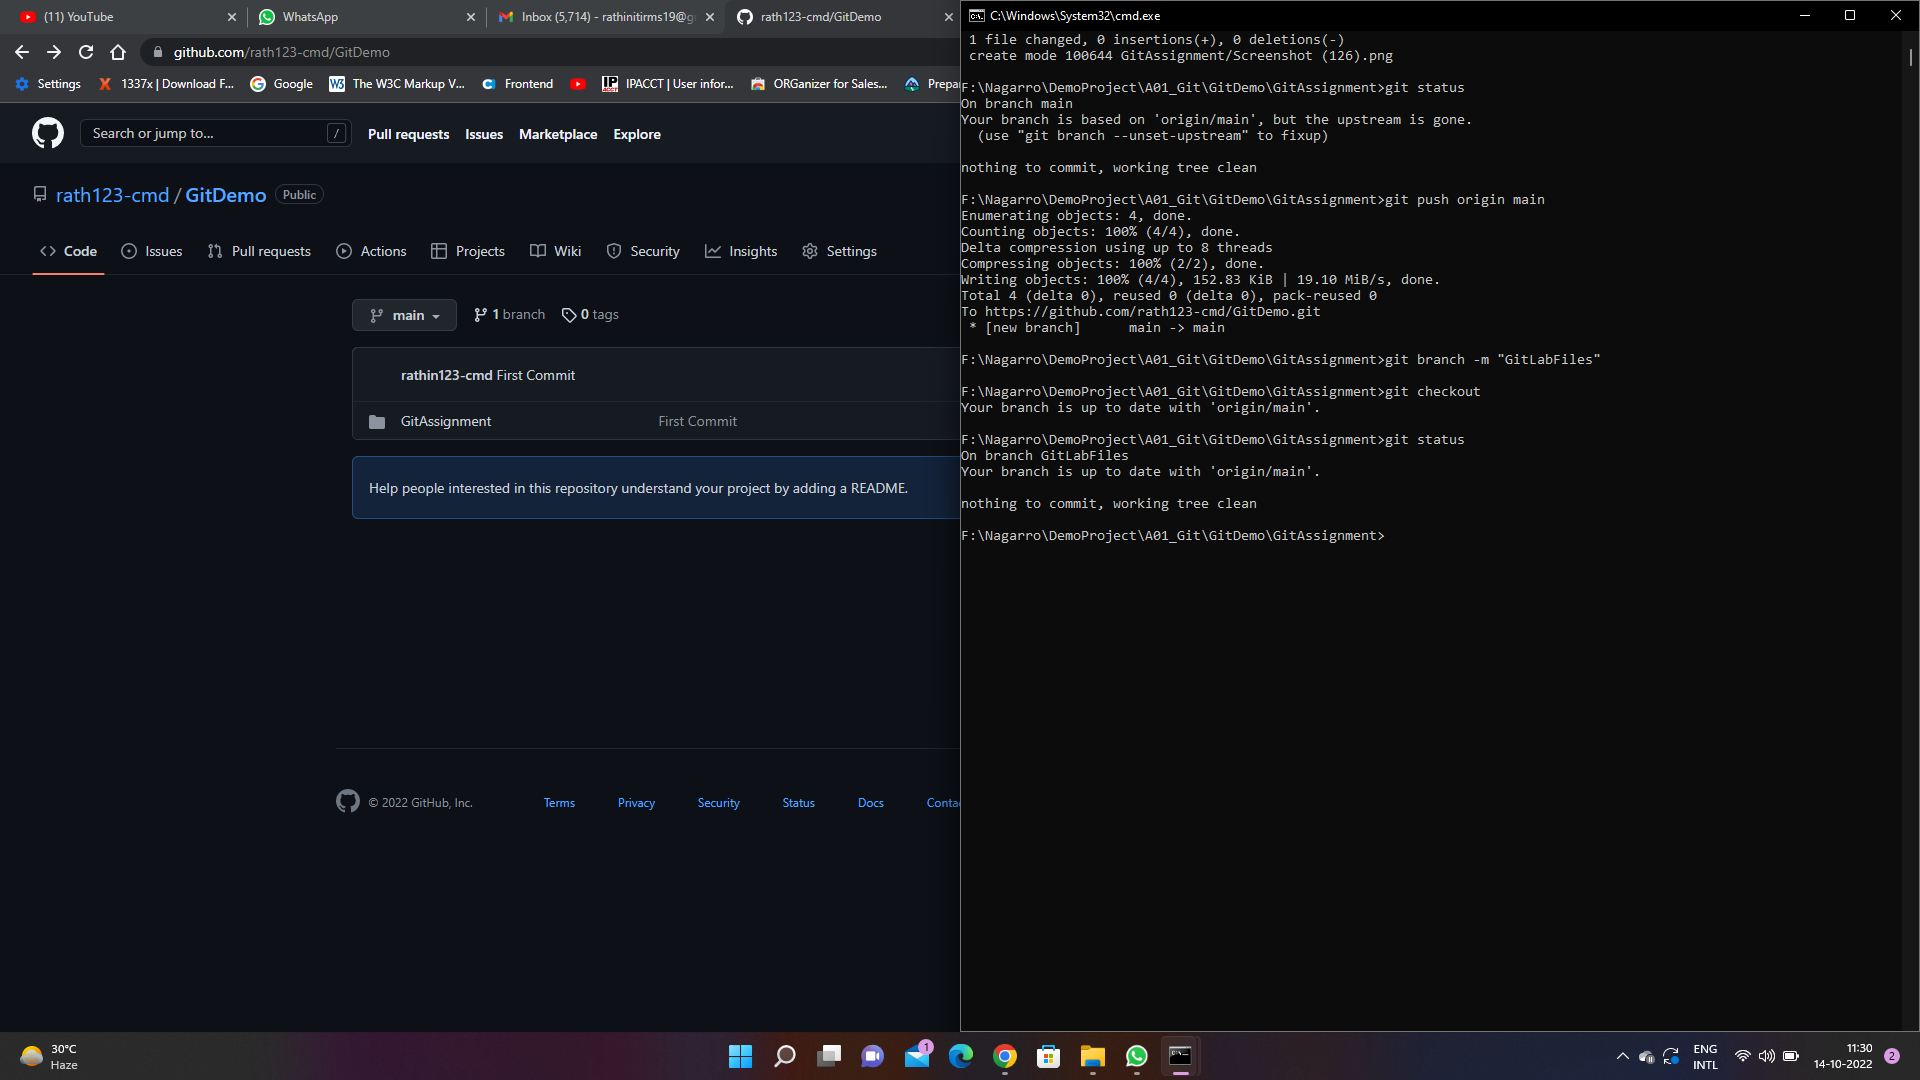 (11) YouTube
WhatsApp
Inbox (5,714) - rathinitirms19@g
rath123-cmd/GitDemo
github.com/rath123-cmd/GitDemo
Settings
1337x | Download F...
Google
The W3C Markup V...
Frontend
IPACCT | User infor...
ORGanizer for Sales...
Prepar
Search or jump to...
/
Pull requests
Issues
Marketplace
Explore
rath123-cmd / GitDemo
Public
Code
Issues
Pull requests
Actions
Projects
Wiki
Security
Insights
Settings
main
1 branch
0 tags
rathin123-cmd First Commit
GitAssignment
First Commit
Help people interested in this repository understand your project by adding a README.
© 2022 GitHub, Inc.
Terms
Privacy
Security
Status
Docs
Conta
C:\Windows\System32\cmd.exe
1 file changed, 0 insertions(+), 0 deletions(-)
create mode 100644 GitAssignment/Screenshot (126).png
F:\Nagarro\DemoProject\A01_Git\GitDemo\GitAssignment>git status
On branch main
Your branch is based on 'origin/main', but the upstream is gone.
(use "git branch --unset-upstream" to fixup)
nothing to commit, working tree clean
F:\Nagarro\DemoProject\A01_Git\GitDemo\GitAssignment>git push origin main
Enumerating objects: 4, done.
Counting objects: 100% (4/4), done.
Delta compression using up to 8 threads
Compressing objects: 100% (2/2), done.
Writing objects: 100% (4/4), 152.83 KiB | 19.10 MiB/s, done.
Total 4 (delta 0), reused 0 (delta 0), pack-reused 0
To https://github.com/rath123-cmd/GitDemo.git
* [new branch]      main -> main
F:\Nagarro\DemoProject\A01_Git\GitDemo\GitAssignment>git branch -m "GitLabFiles"
F:\Nagarro\DemoProject\A01_Git\GitDemo\GitAssignment>git checkout
Your branch is up to date with 'origin/main'.
F:\Nagarro\DemoProject\A01_Git\GitDemo\GitAssignment>git status
On branch GitLabFiles
Your branch is up to date with 'origin/main'.
nothing to commit, working tree clean
F:\Nagarro\DemoProject\A01_Git\GitDemo\GitAssignment>
30°C
Haze
1
ENG
INTL
11:30
14-10-2022
2